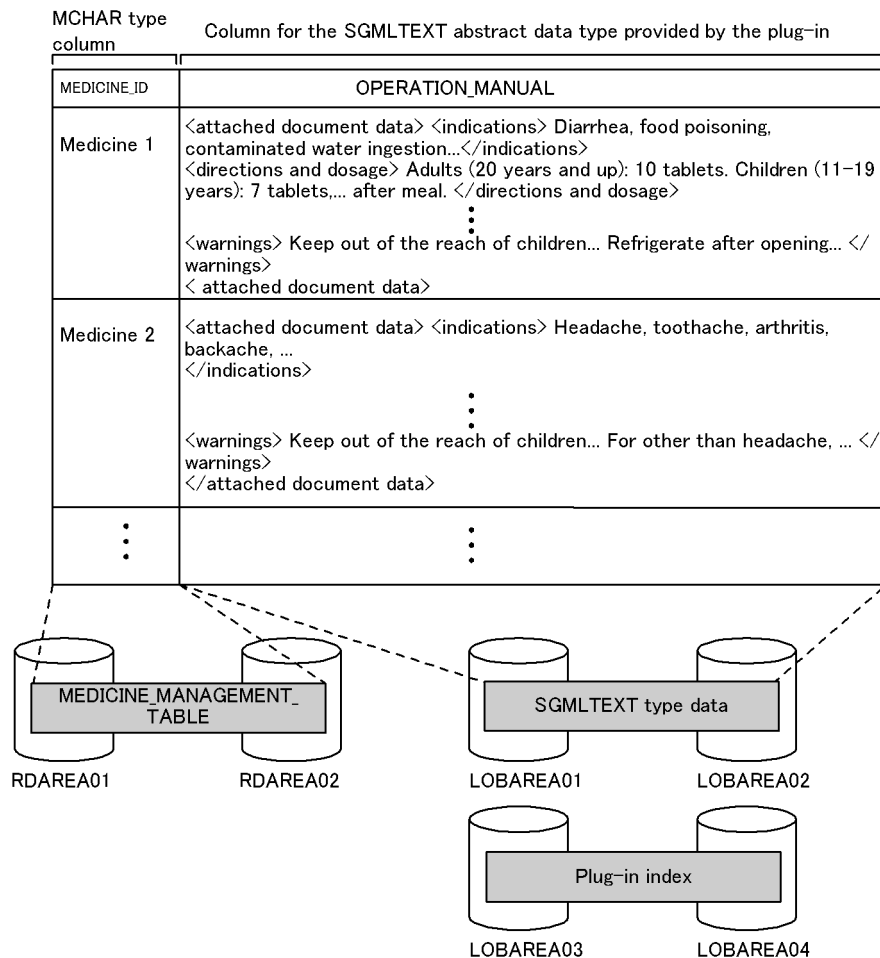 MCHAR type
column
Column for the SGMLTEXT abstract data type provided by the plug-in
MEDICINE_ID
OPERATION_MANUAL
Medicine 1
<attached document data> <indications> Diarrhea, food poisoning,
contaminated water ingestion...</indications>
<directions and dosage> Adults (20 years and up): 10 tablets. Children (11-19
years): 7 tablets,... after meal. </directions and dosage>
<warnings> Keep out of the reach of children... Refrigerate after opening... </
warnings>
< attached document data>
Medicine 2
<attached document data> <indications> Headache, toothache, arthritis,
backache, ...
</indications>
<warnings> Keep out of the reach of children... For other than headache, ... </
warnings>
</attached document data>
MEDICINE_MANAGEMENT_
TABLE
SGMLTEXT type data
RDAREA01
RDAREA02
LOBAREA01
LOBAREA02
Plug-in index
LOBAREA03
LOBAREA04